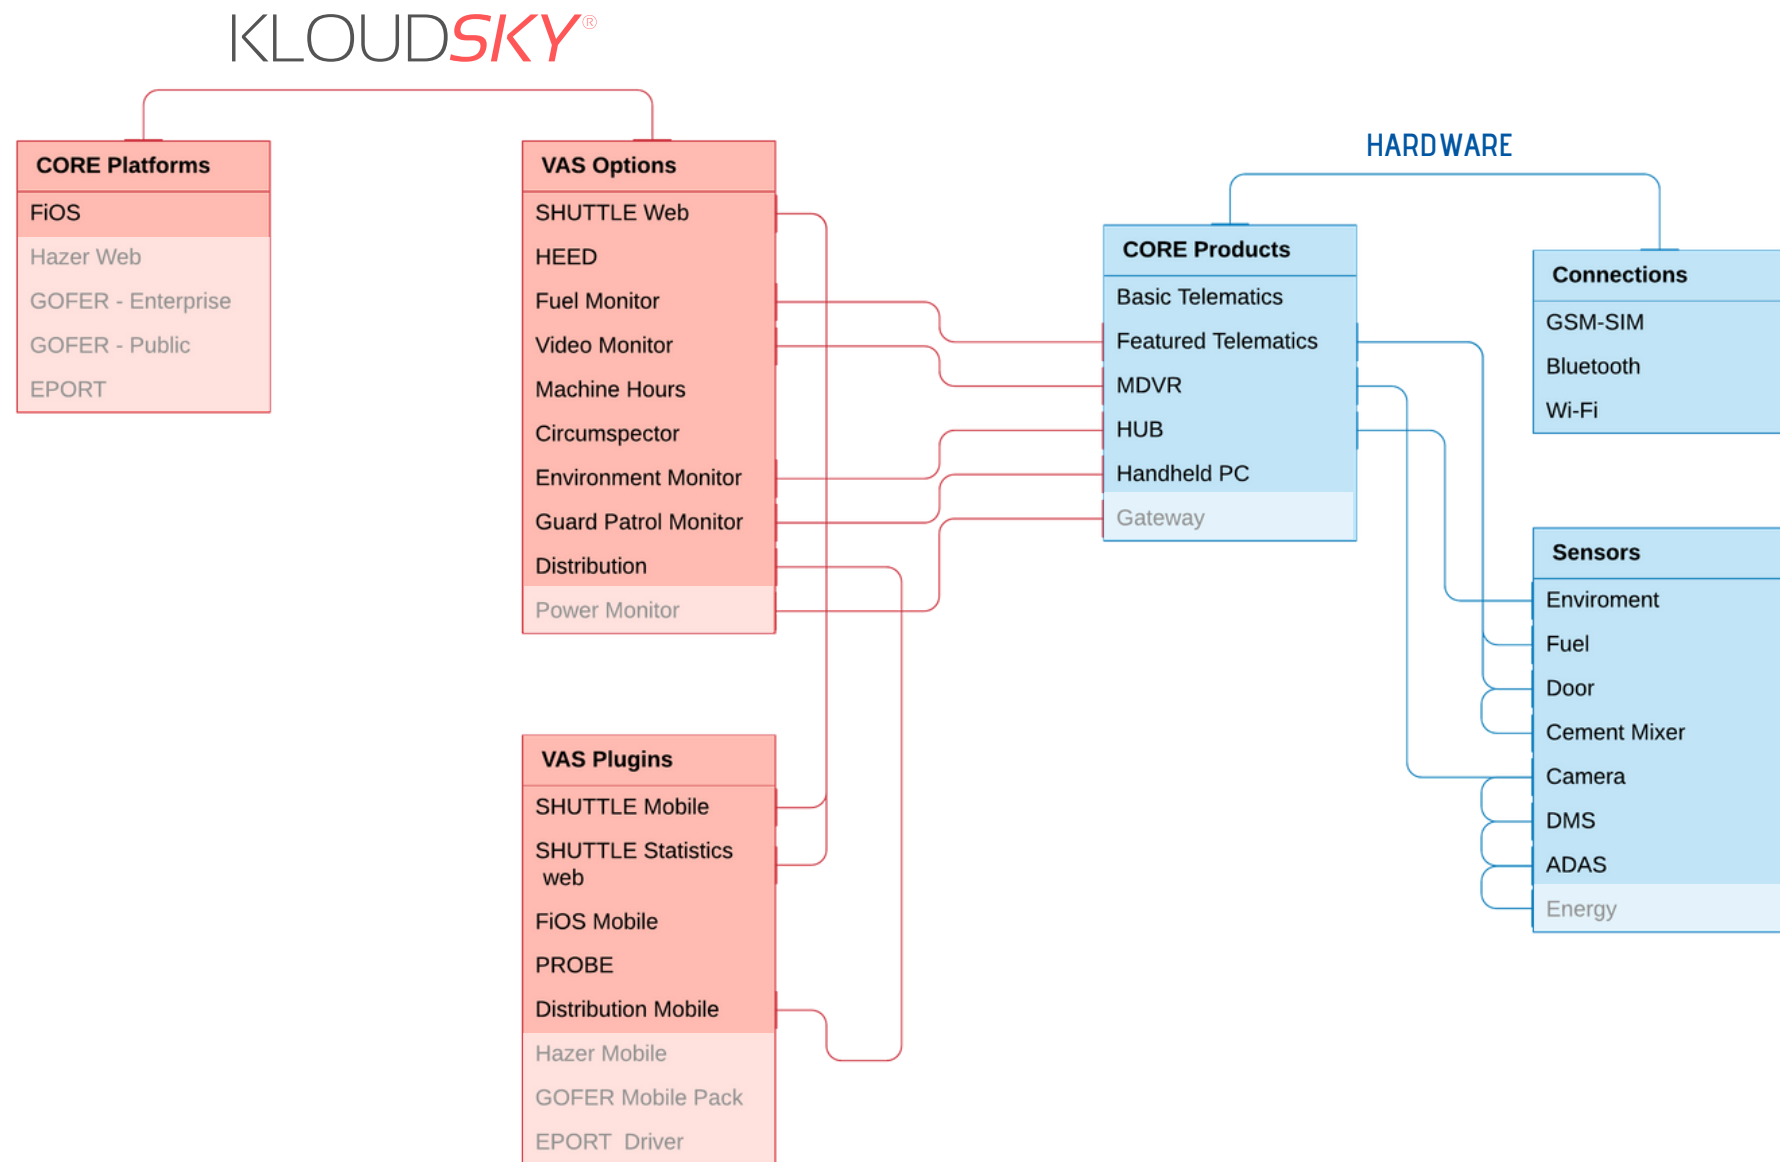 KLOUDSKY®
CORE Platforms
FiOS
Hazer Web
GOFER - Enterprise
GOFER - Public
EPORT
VAS Options
SHUTTLE Web
HEED
Fuel Monitor
Video Monitor
Machine Hours
Circumspector
Environment Monitor
Guard Patrol Monitor
Distribution
Power Monitor
VAS Plugins
SHUTTLE Mobile
SHUTTLE Statistics
web
FiOS Mobile
PROBE
Distribution Mobile
Hazer Mobile
GOFER Mobile Pack
EPORT  Driver
HARDWARE
CORE Products
Basic Telematics
Featured Telematics
MDVR
HUB
Handheld PC
Gateway
Connections
GSM-SIM
Bluetooth
Wi-Fi
Sensors
Enviroment
Fuel
Door
Cement Mixer
Camera
DMS
ADAS
Energy